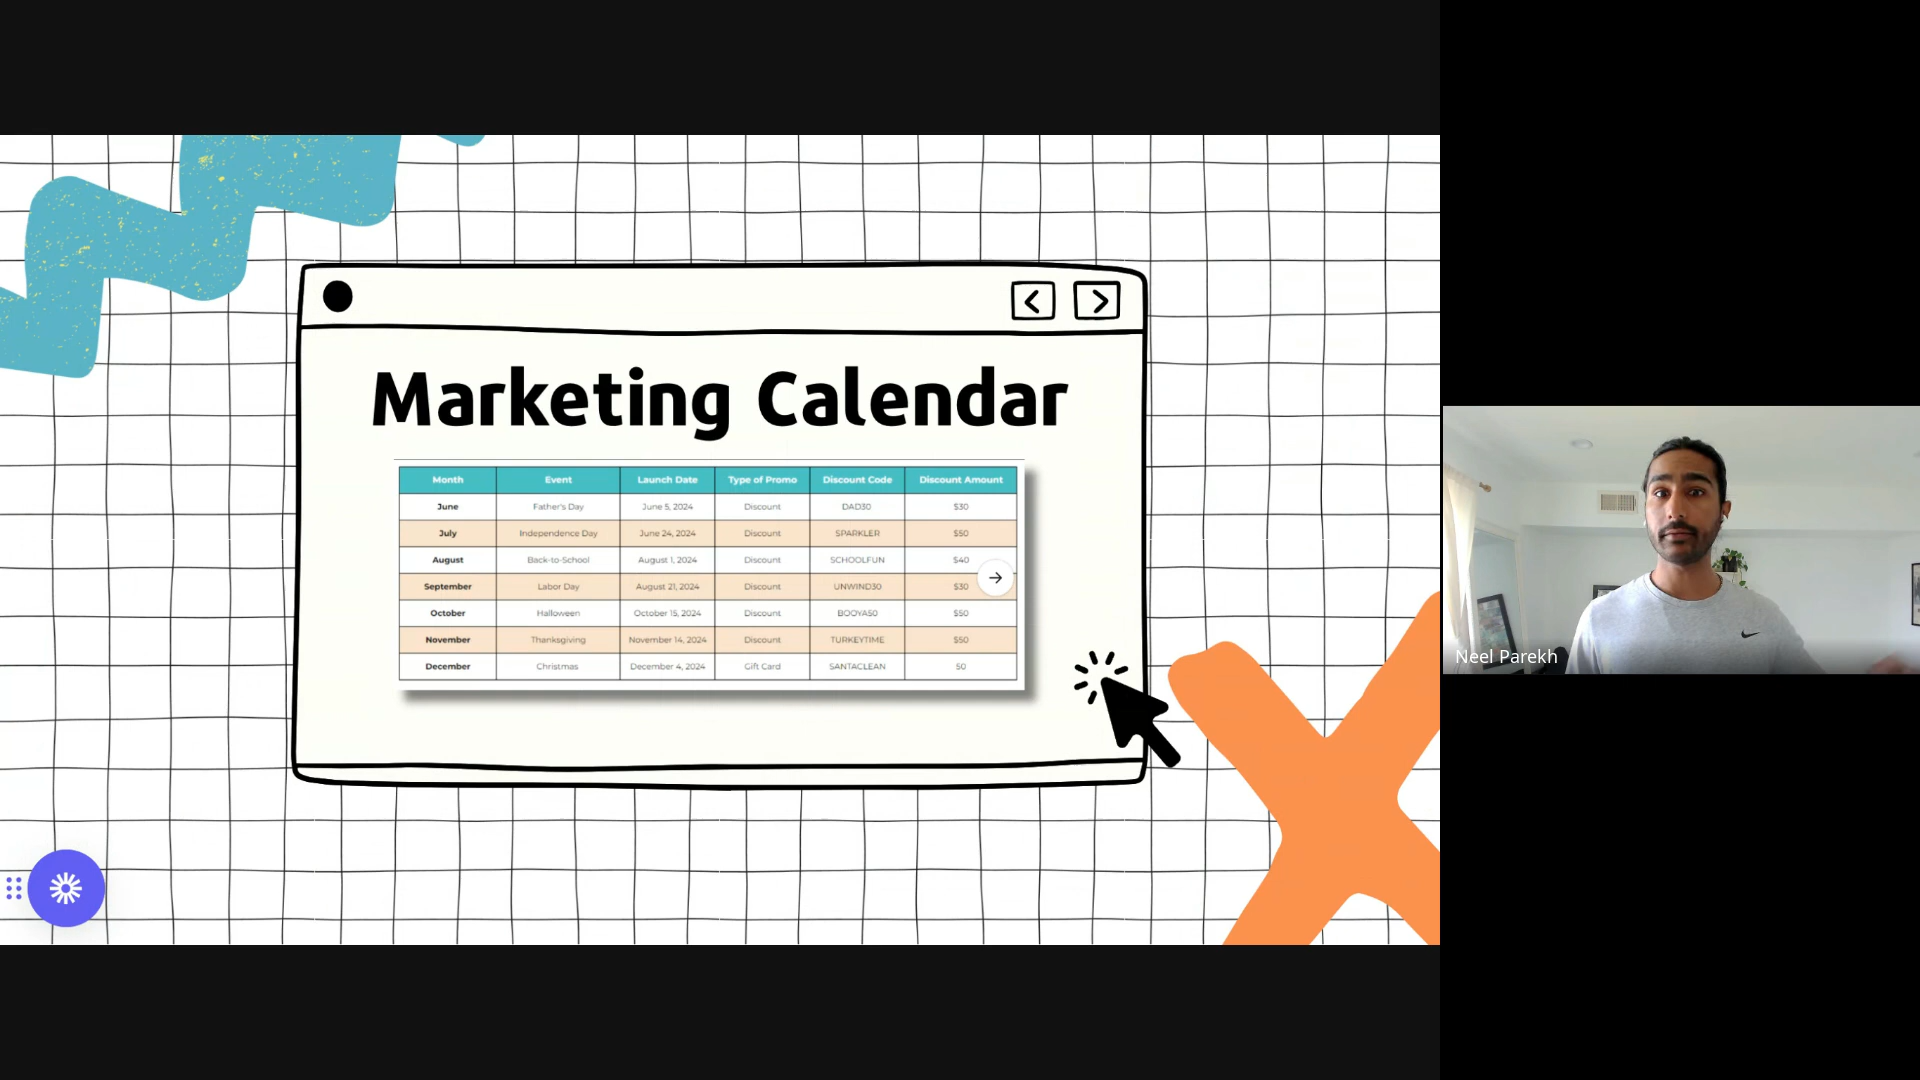 Marketing Calendar
Month Event Launch Date Type of Promo Discount Code Discount Amount
June Father's Day June 5, 2024 Discount DAD30 $30
July Independence Day June 24, 2024 Discount SPARKLER $50
August Back-to-School August 1, 2024 Discount SCHOOLFUN $40
September Labor Day August 21, 2024 Discount UNWIND30 $30
October Halloween October 15, 2024 Discount BOOYA50 $50
November Thanksgiving November 14, 2024 Discount TURKEYTIME $50
December Christmas December 4, 2024 Gift Card SANTACLEAN 50
Neel Parekh